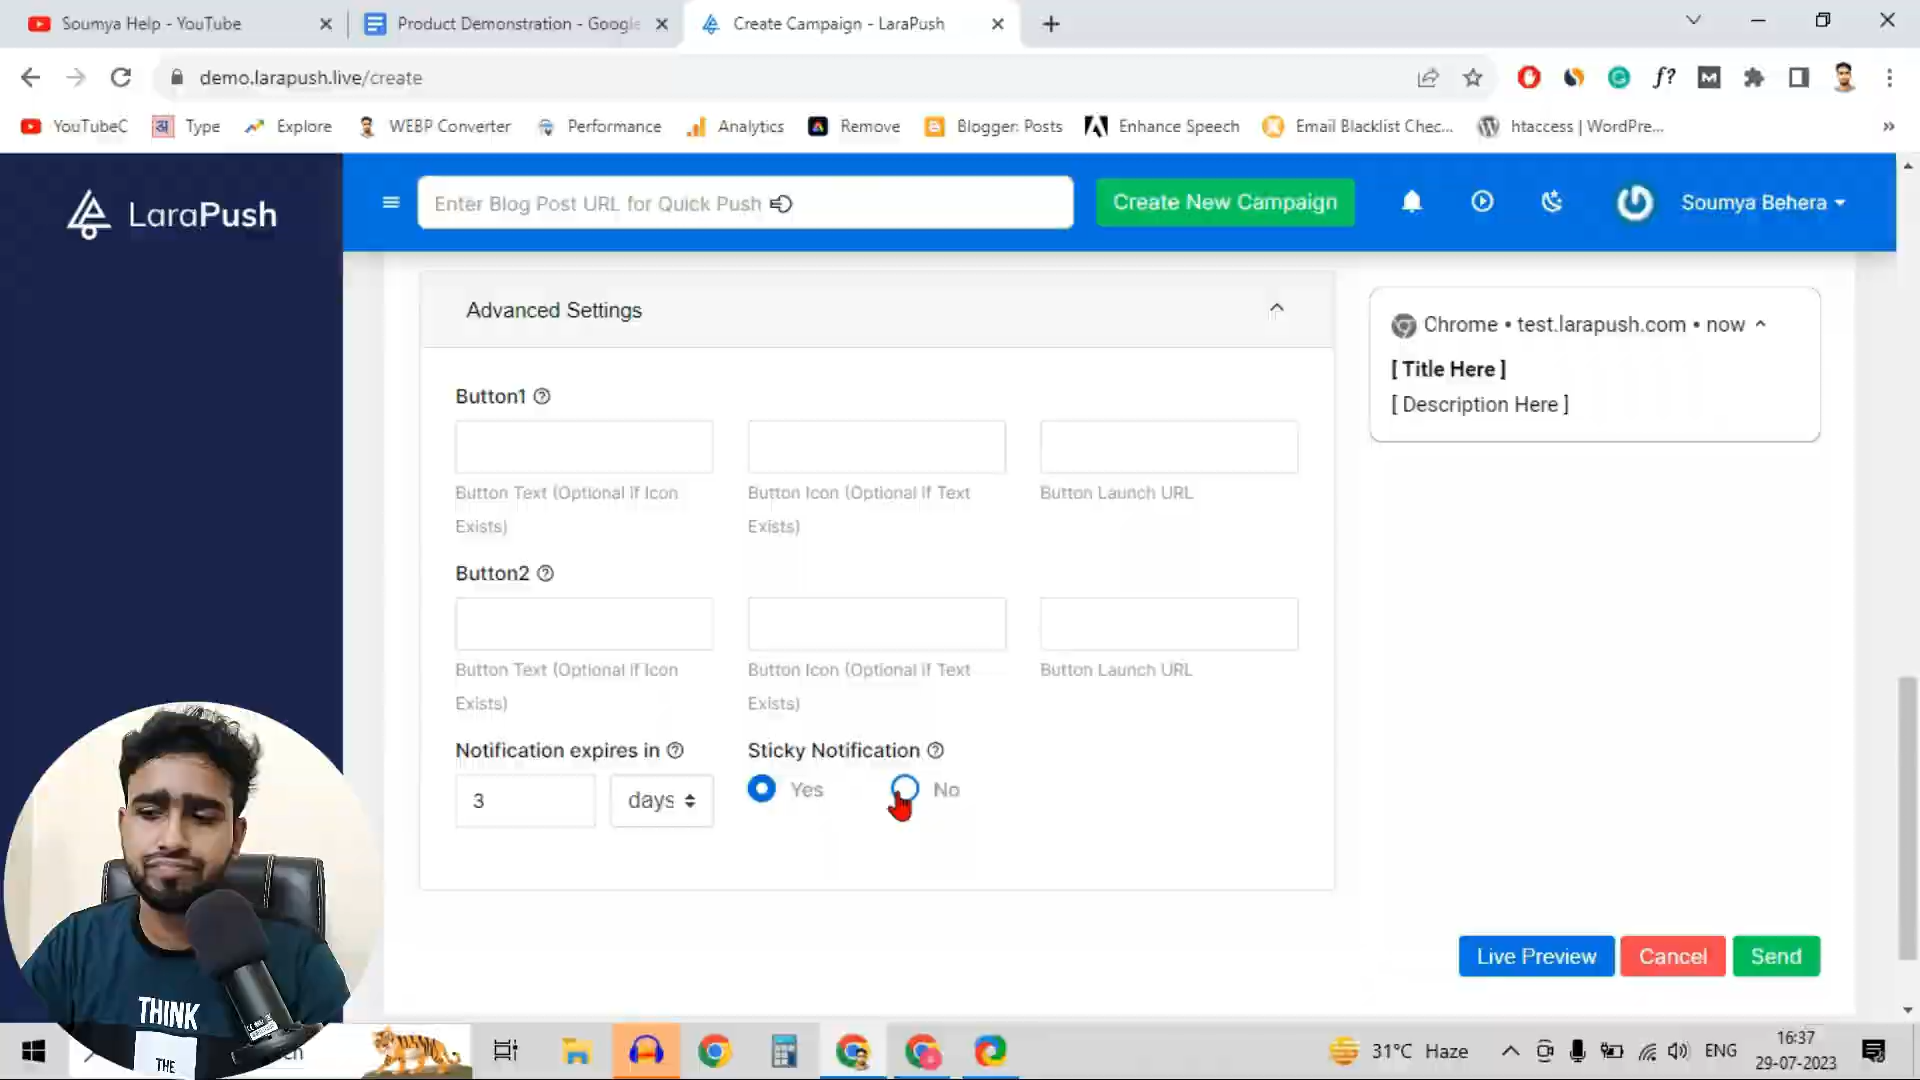 Soumya Help - YouTube
Product Demonstration - Google
Create Campaign - LaraPush
demo.larapush.live/create
YouTubeC
Type
Explore
WEBP Converter
Performance
Analytics
Remove
Blogger: Posts
Enhance Speech
Email Blacklist Chec...
htaccess | WordPre...
LaraPush
Enter Blog Post URL for Quick Push
Create New Campaign
Soumya Behera
Advanced Settings
Chrome • test.larapush.com • now
[ Title Here ]
[ Description Here ]
Button1
Button Text (Optional if Icon
Exists)
Button Icon (Optional if Text
Exists)
Button Launch URL
Button2
Button Text (Optional if Icon
Exists)
Button Icon (Optional if Text
Exists)
Button Launch URL
Notification expires in
3
days
Sticky Notification
Yes
No
Live Preview
Cancel
Send
THINK
THE
31°C Haze
ENG
16:37
29-07-2023